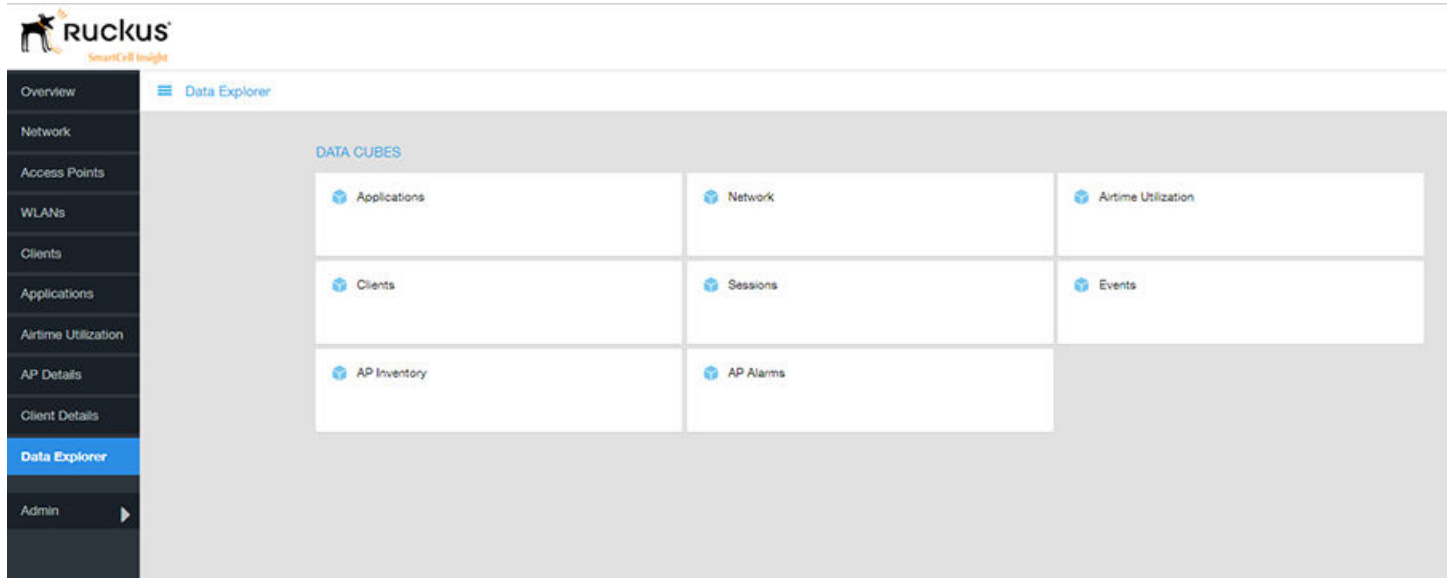 RUCKUS
SmartCell Insight
Overview
Network
Access Points
WLANs
Clients
Applications
Airtime Utilization
AP Details
Client Details
Data Explorer
Admin
Data Explorer
DATA CUBES
Applications
Network
Airtime Utilization
Clients
Sessions
Events
AP Inventory
AP Alarms